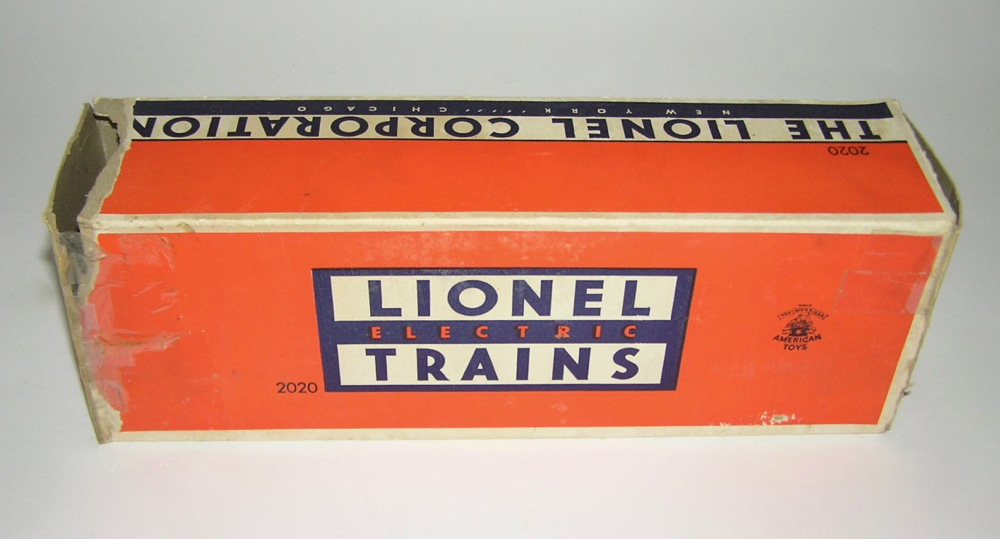 NEW YORK ..... CHICAGO
THE LIONEL CORPORATION
2020
LIONEL
ELECTRIC
TRAINS
2020
AMERICAN
TOYS